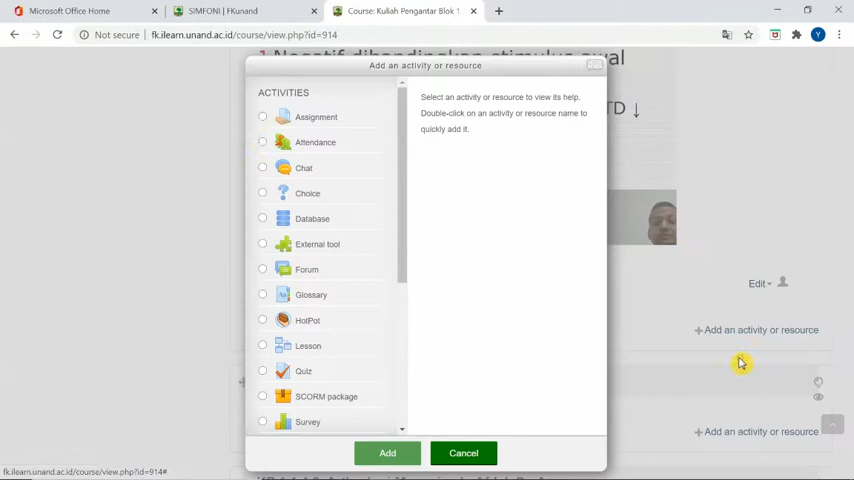 Microsoft Office Home
SIMFONI | FKunand
Course: Kuliah Pengantar Blok 1.
Not secure | fk.ilearn.unand.ac.id/course/view.php?id=914
Y
1 Negatif dibandingkan stimulus awal
Add an activity or resource
ACTIVITIES
Assignment
Attendance
Chat
Choice
Database
External tool
Forum
Glossary
HotPot
Lesson
Quiz
SCORM package
Survey
Select an activity or resource to view its help.
Double-click on an activity or resource name to
quickly add it.
TD ↓
Edit
+Add an activity or resource
+Add an activity or resource
Add
Cancel
fk.ilearn.unand.ac.id/course/view.php?id=914#